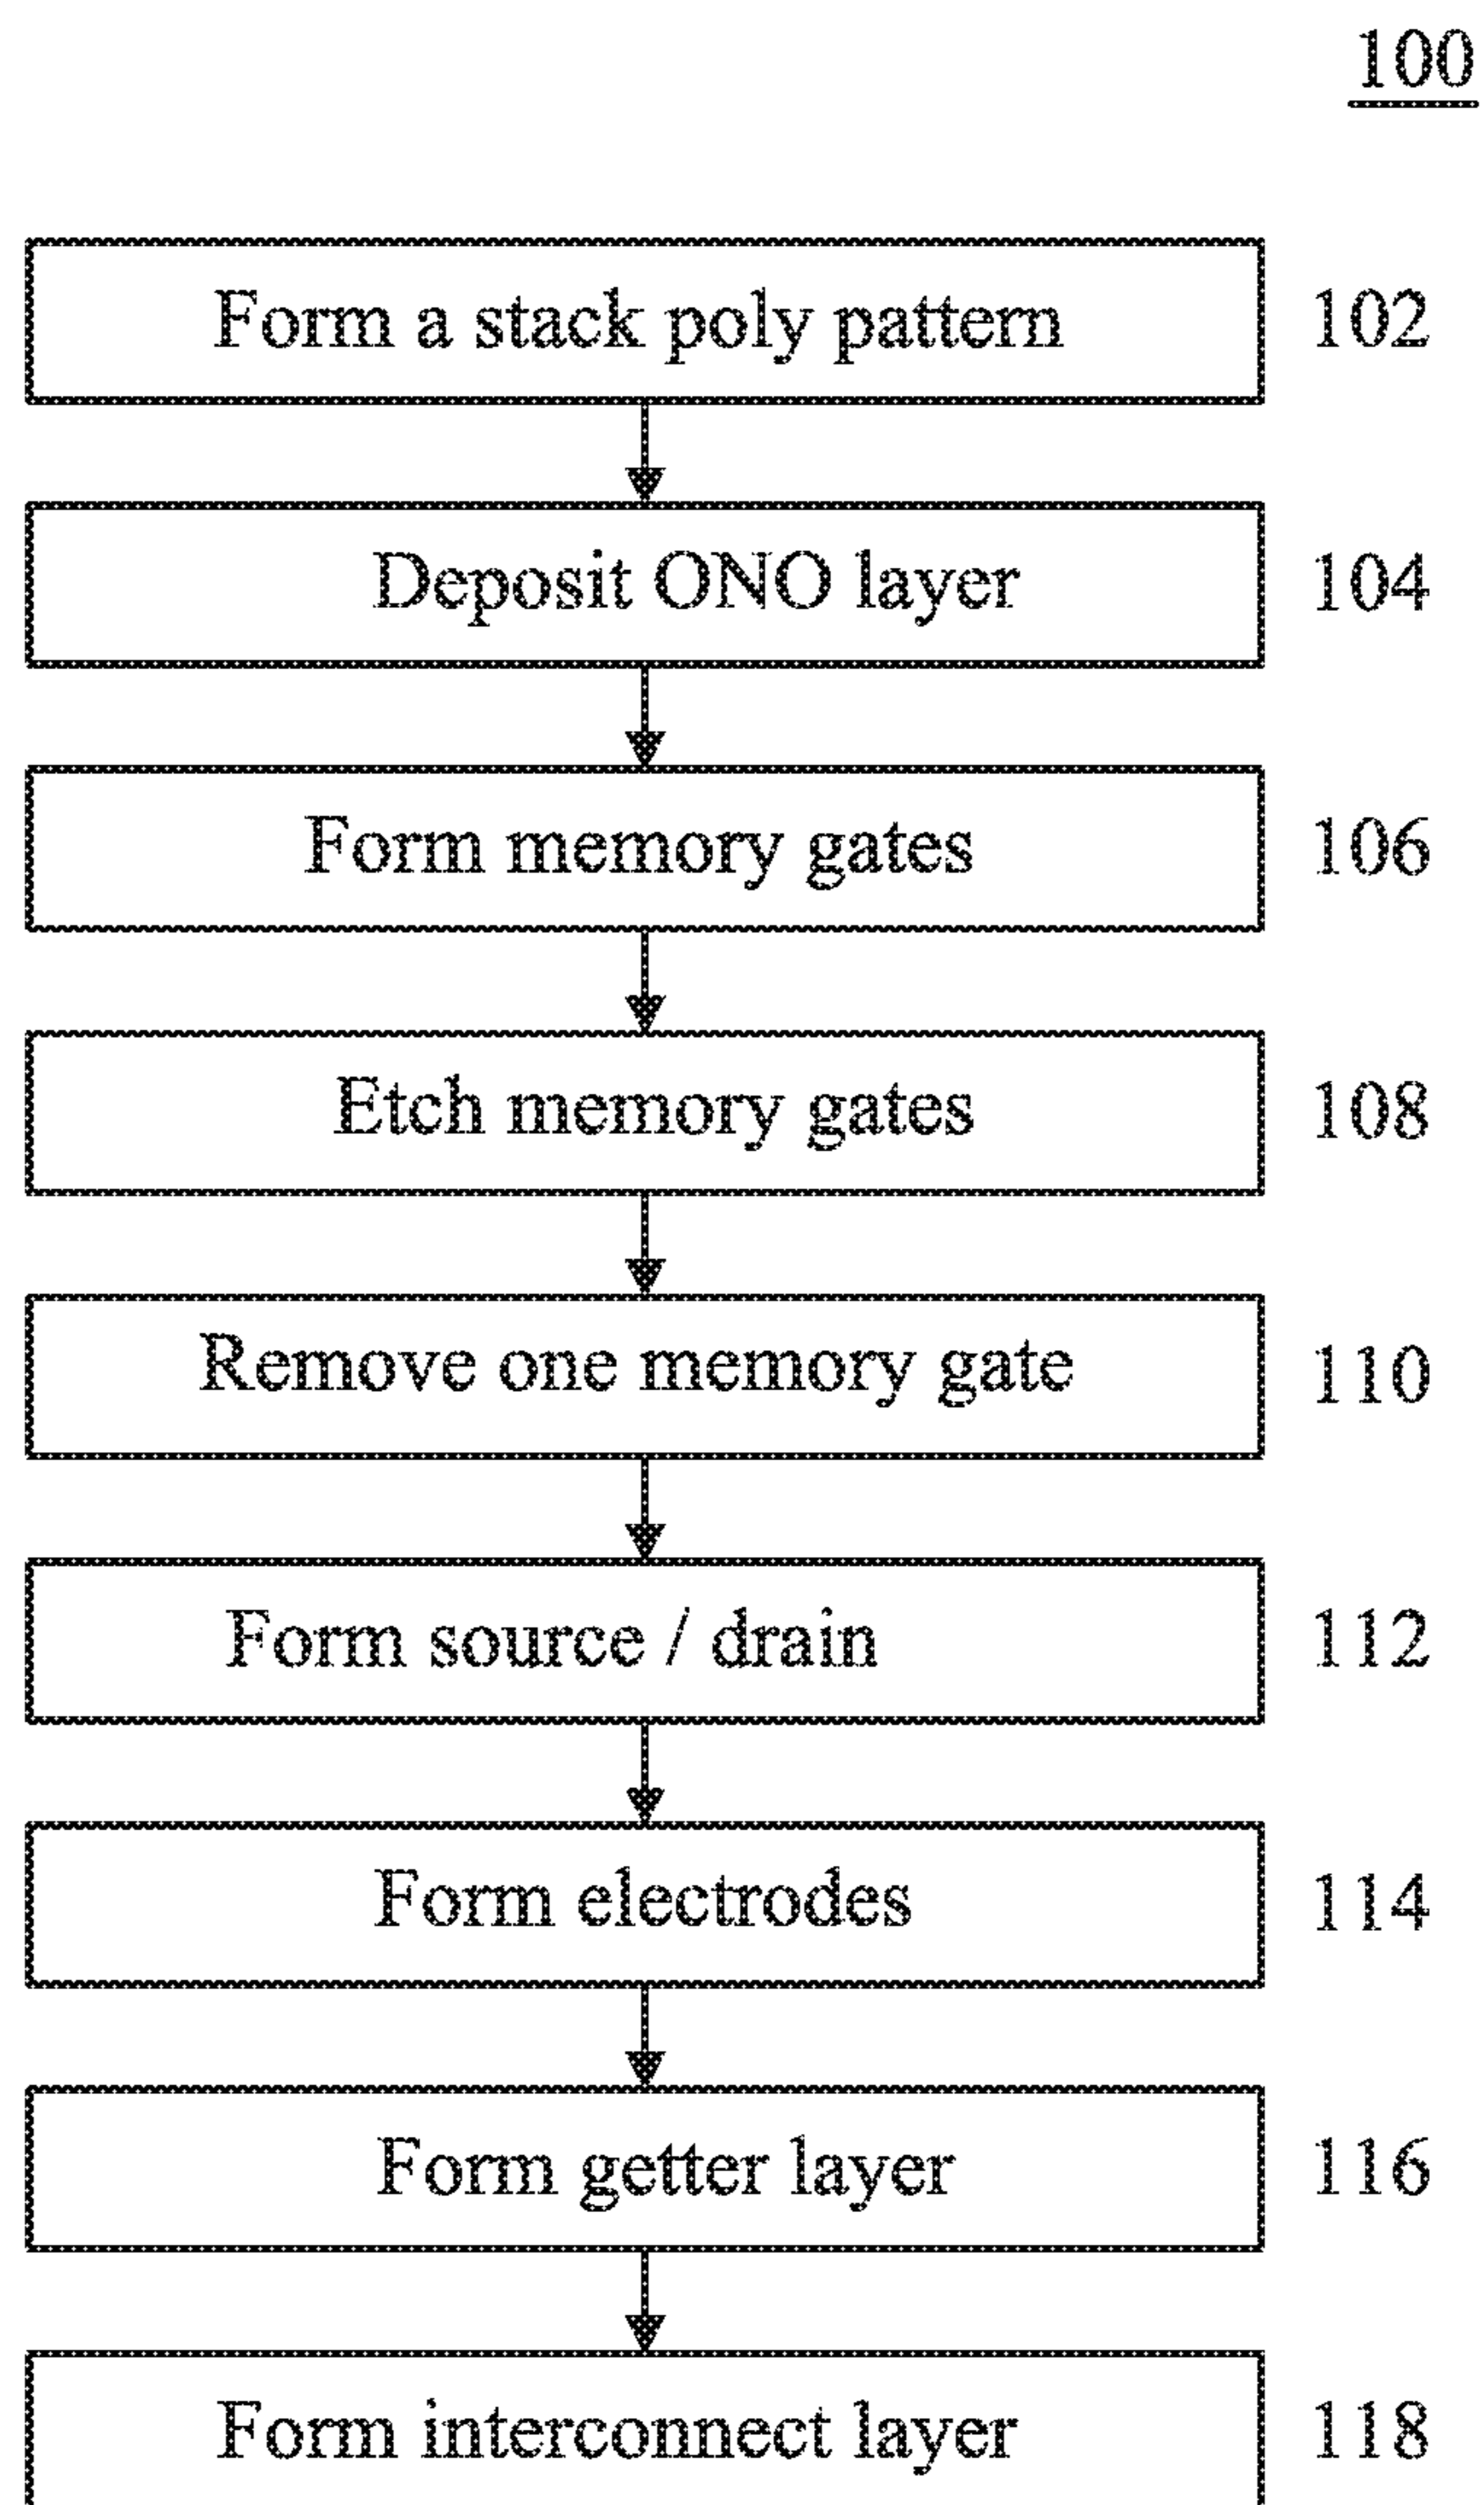 100
Form a stack poly pattern 102
Deposit ONO layer 104
Form memory gates 106
Etch memory gates 108
Remove one memory gate 110
Form source / drain 112
Form electrodes 114
Form getter layer 116
Form interconnect layer 118